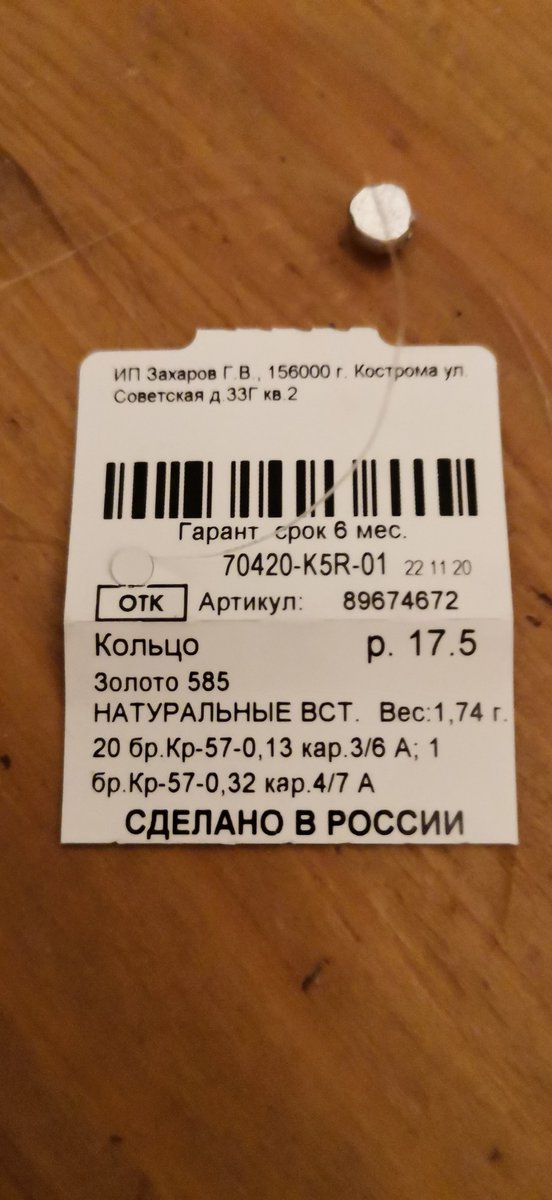 ИП Захаров Г.В., 156000 г. Кострома ул.
Советская д.33Г кв.2
Гарант. срок 6 мес.
70420-K5R-01 22 11 20
ОТК Артикул: 89674672
Кольцо р. 17.5
Золото 585
НАТУРАЛЬНЫЕ ВСТ. Вес:1,74 г.
20 бр.Кр-57-0,13 кар.3/6 А; 1
бр.Кр-57-0,32 кар.4/7 А
СДЕЛАНО В РОССИИ